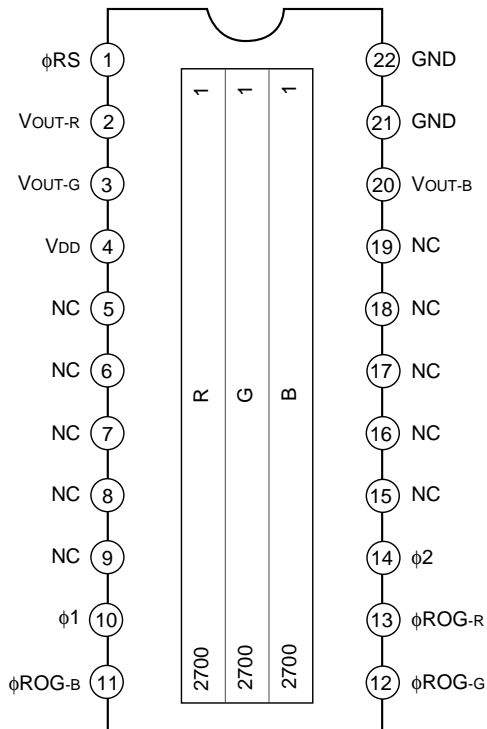 ϕRS 1 1 1 1 22 GND
VOUT-R 2 21 GND
VOUT-G 3 20 VOUT-B
VDD 4 19 NC
NC 5 18 NC
NC 6 17 NC
R G B
NC 7 16 NC
NC 8 15 NC
NC 9 14 ϕ2
ϕ1 10 13 ϕROG-R
ϕROG-B 11 2700 2700 2700 12 ϕROG-G